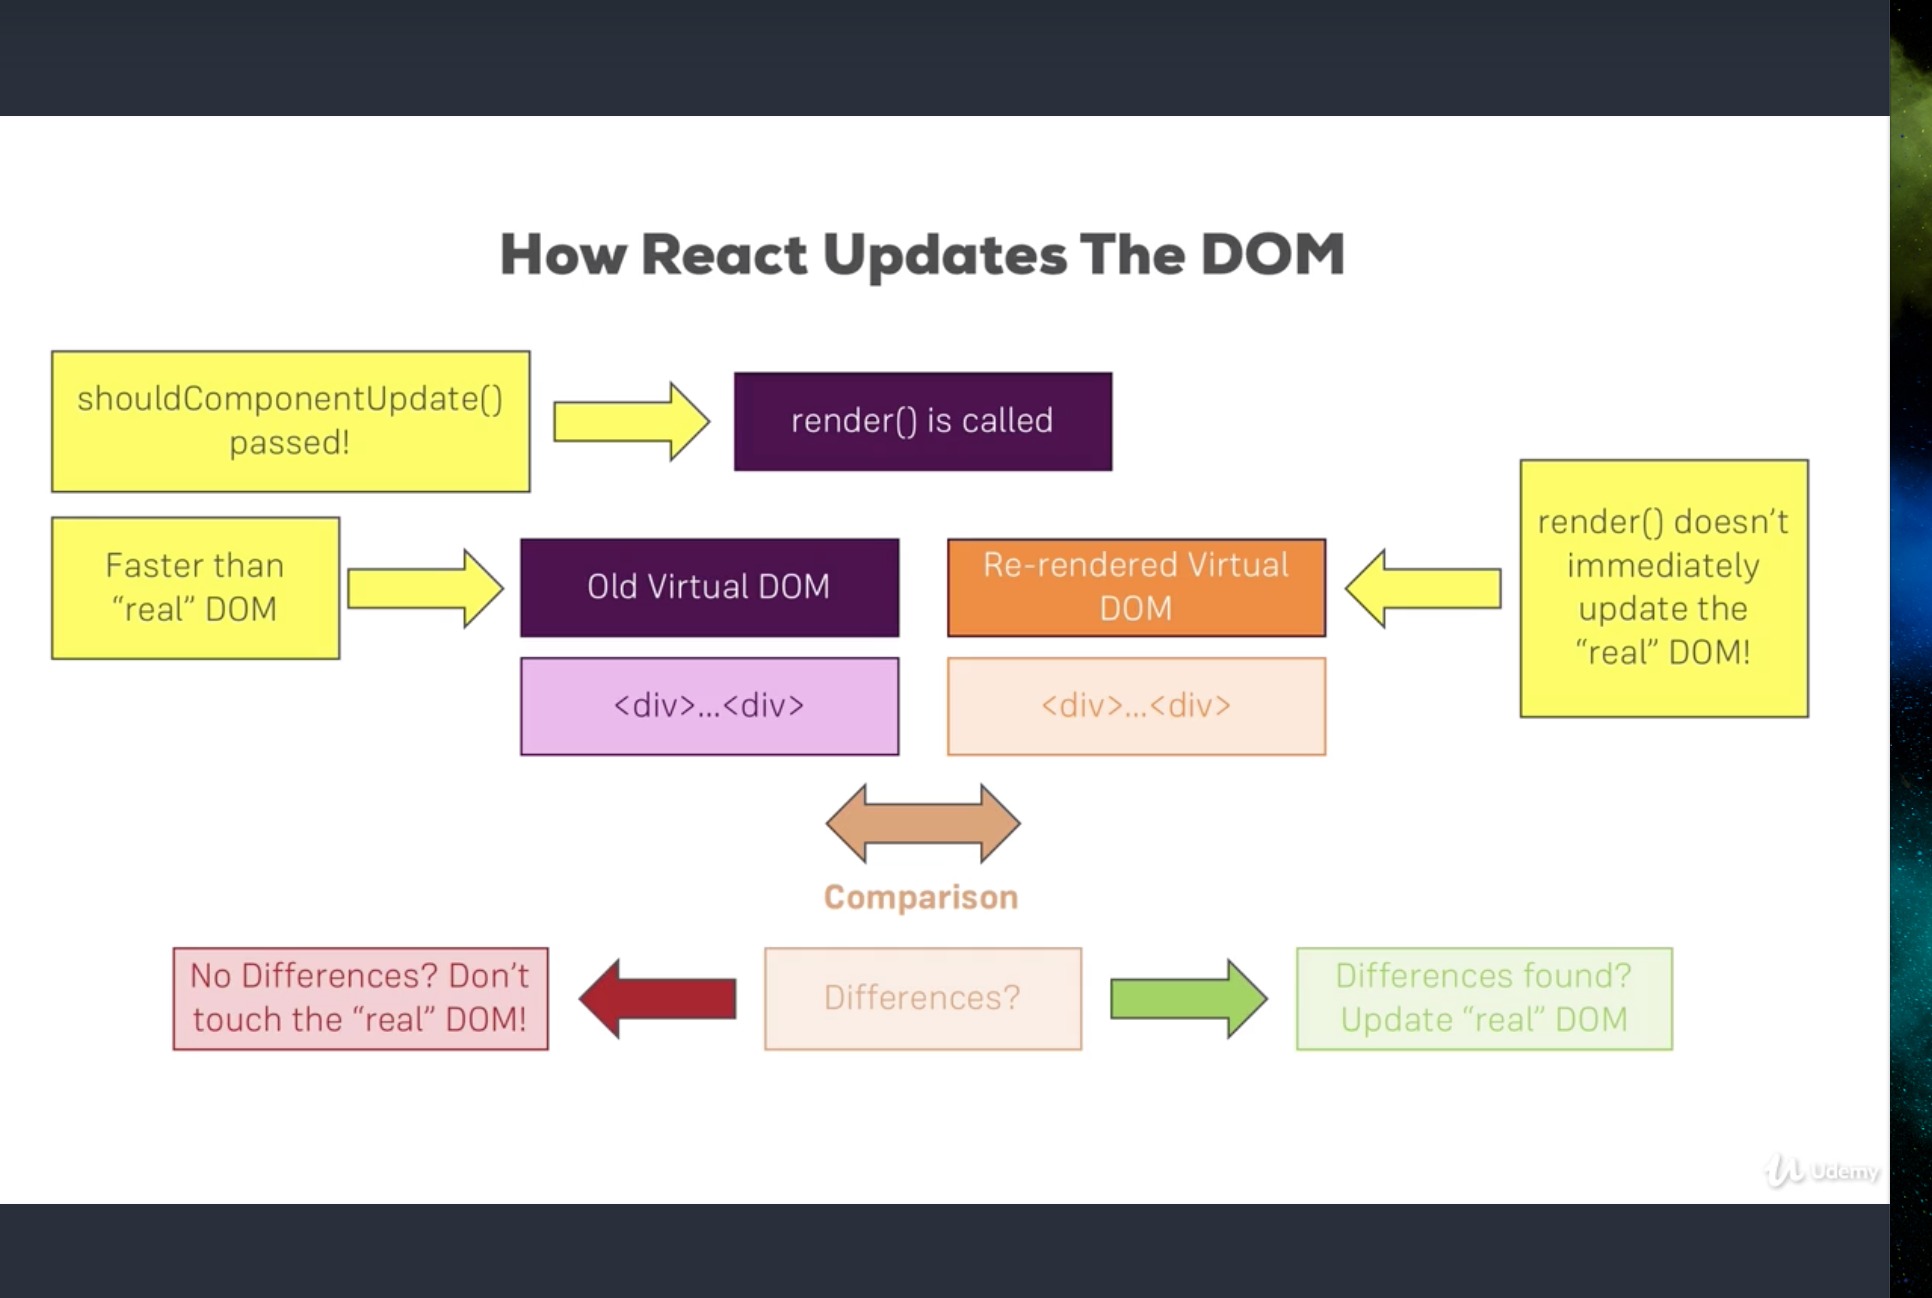 How React Updates The DOM
shouldComponentUpdate()
passed!
render() is called
Faster than
“real” DOM
Old Virtual DOM
Re-rendered Virtual
DOM
render() doesn’t
immediately
update the
“real” DOM!
<div>...<div>
<div>...<div>
Comparison
No Differences? Don’t
touch the “real” DOM!
Differences?
Differences found?
Update “real” DOM
Udemy